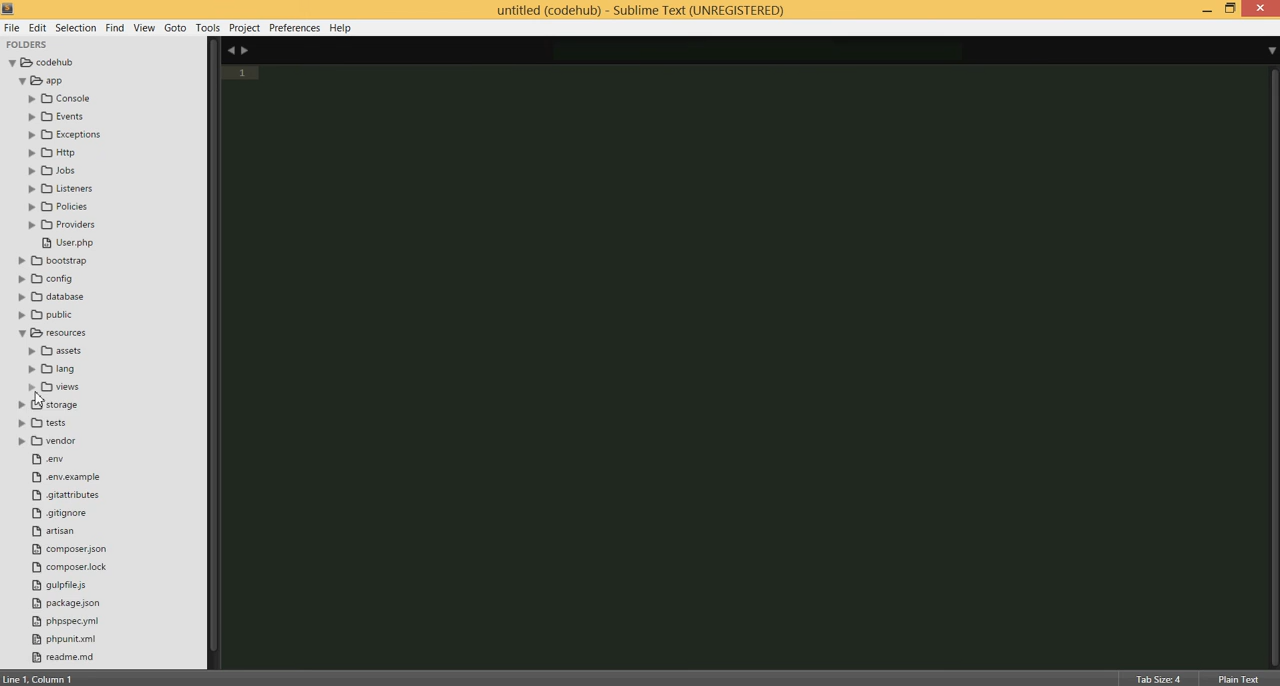 untitled (codehub) - Sublime Text (UNREGISTERED)
File Edit Selection Find View Goto Tools Project Preferences Help
FOLDERS
codehub
app
Console
Events
Exceptions
Http
Jobs
Listeners
Policies
Providers
User.php
bootstrap
config
database
public
resources
assets
lang
views
storage
tests
vendor
.env
.env.example
.gitattributes
.gitignore
artisan
composer.json
composer.lock
gulpfile.js
package.json
phpspec.yml
phpunit.xml
readme.md
1
Line 1, Column 1
Tab Size: 4
Plain Text